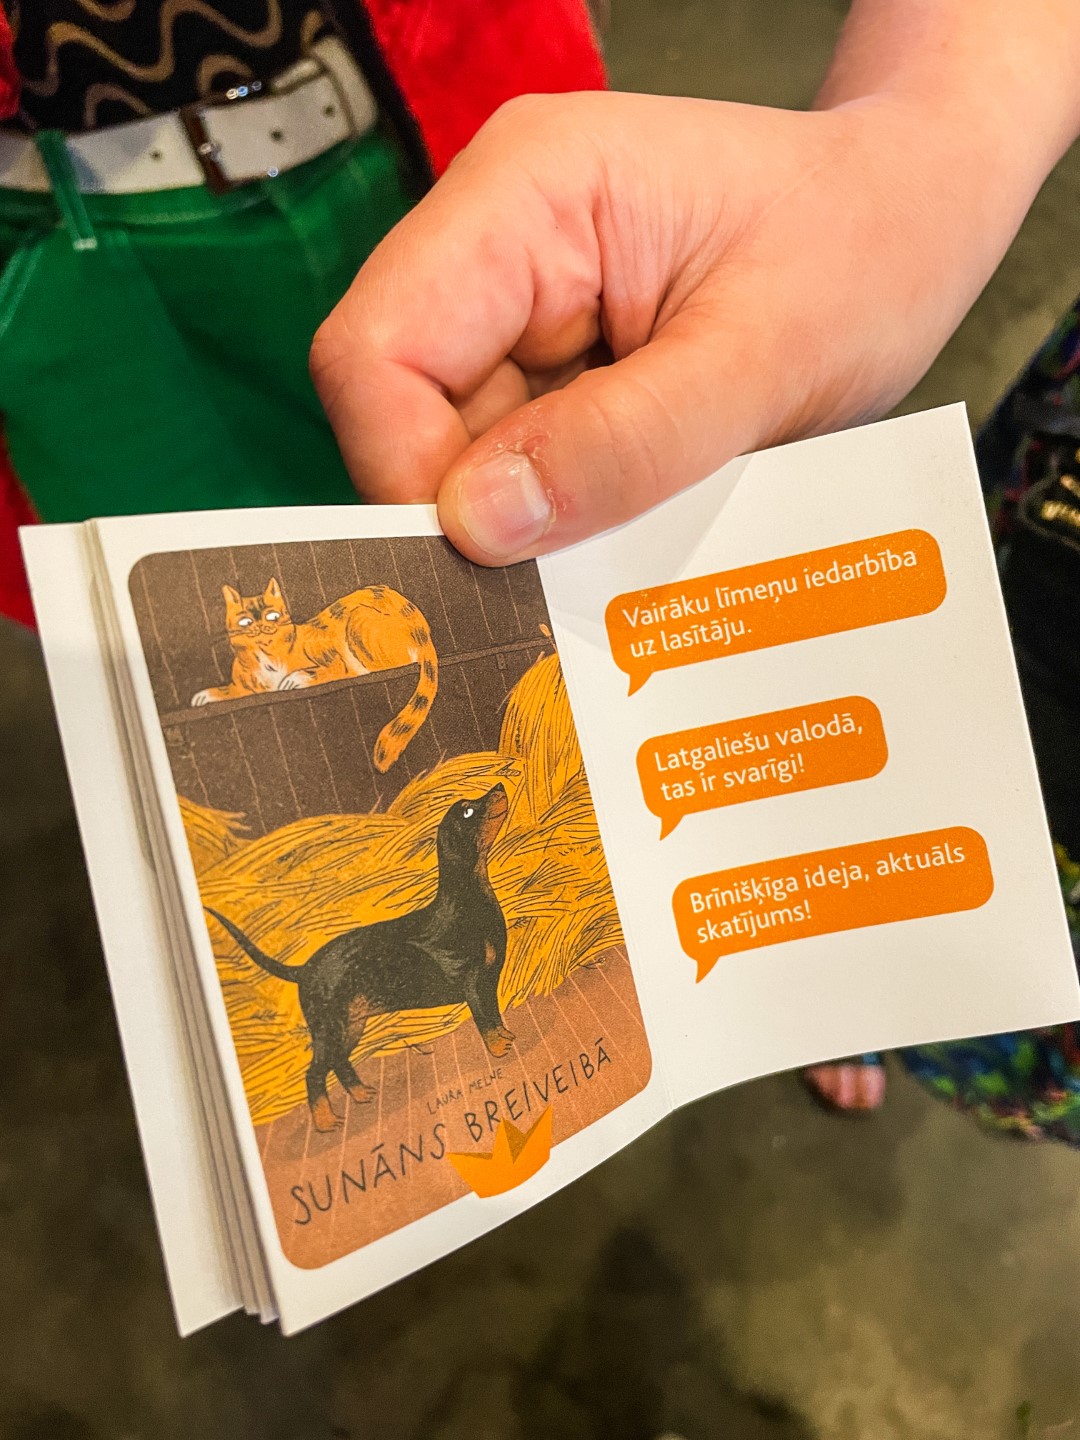 LAURA MELNE
SUNĀNS BREIVEIBĀ
Vairāku līmeņu iedarbība
uz lasītāju.
Latgaliešu valodā,
tas ir svarīgi!
Brīnišķīga ideja, aktuāls
skatījums!